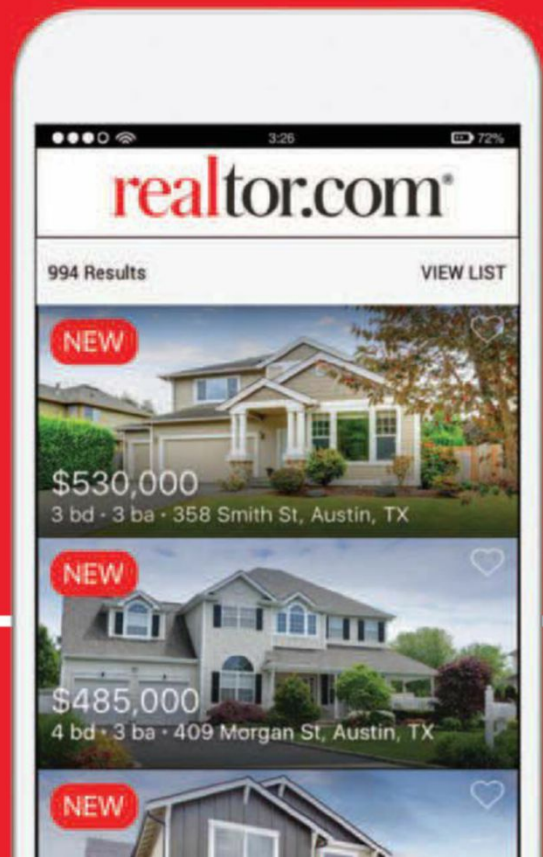 3:26 72%
realtor.com®
994 Results VIEW LIST
NEW
$530,000
3 bd • 3 ba • 358 Smith St, Austin, TX
NEW
$485,000
4 bd • 3 ba • 409 Morgan St, Austin, TX
NEW